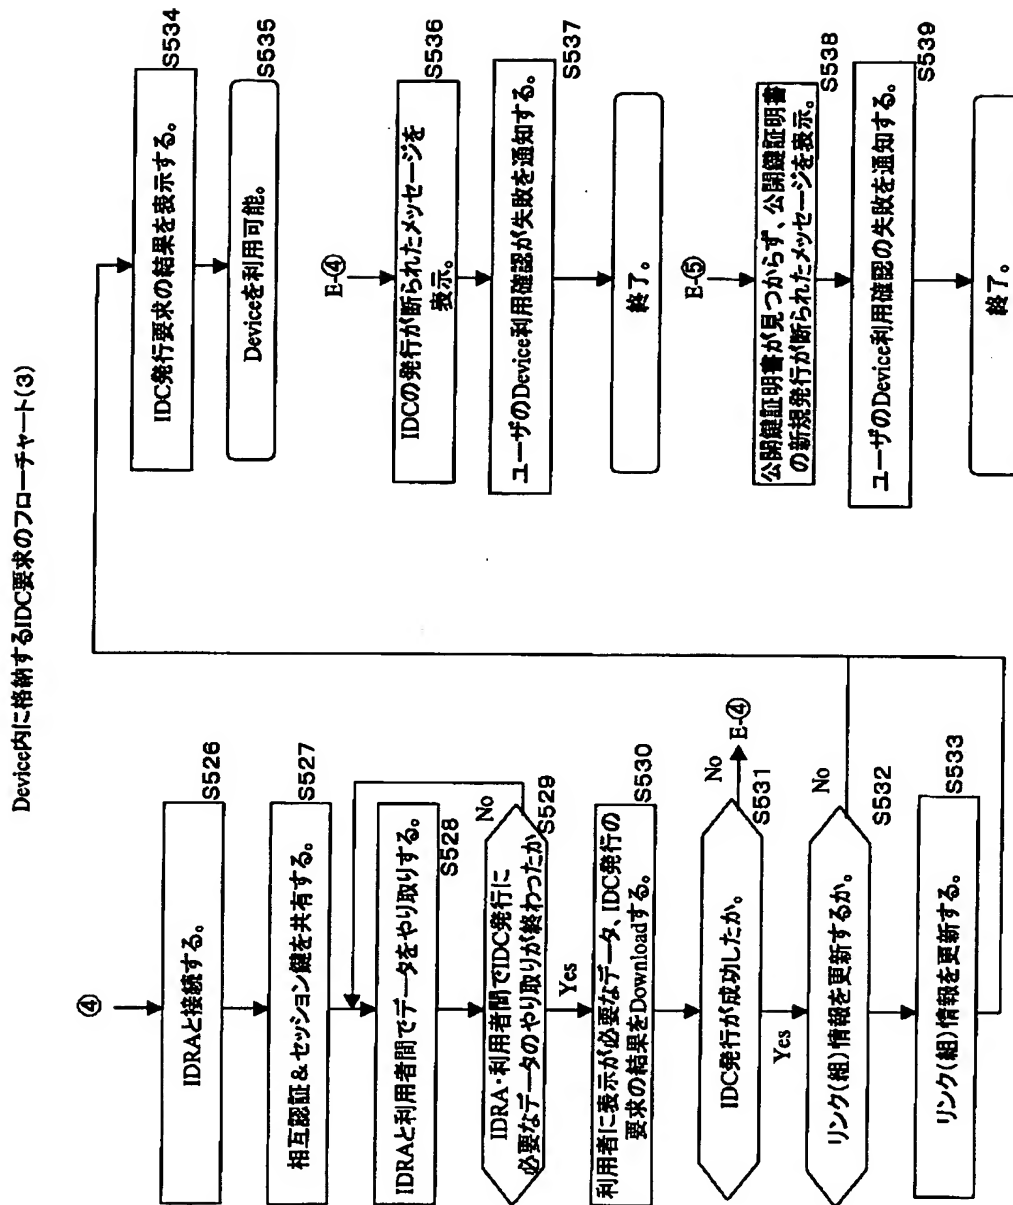 Device内に格納するIDC要求のフローチャート(3)
④
IDRAと接続する。
S526
相互認証&セッション鍵を共有する。
S527
IDRAと利用者間でデータをやり取りする。
S528
IDRA・利用者間でIDC発行に
必要なデータのやり取りが終わったか
No
S529
Yes
利用者に表示が必要なデータ、IDC発行の
要求の結果をDownloadする。
S530
IDC発行が成功したか。
No
E-④
S531
Yes
リンク(組)情報を更新するか。
No
S532
リンク(組)情報を更新する。
S533
IDC発行要求の結果を表示する。
S534
Deviceを利用可能。
S535
E-④
IDCの発行が断られたメッセージを
表示。
S536
ユーザのDevice利用確認が失敗を通知する。
S537
終了。
E-⑤
公開鍵証明書が見つからず、公開鍵証明書
の新規発行が断られたメッセージを表示。
S538
ユーザのDevice利用確認の失敗を通知する。
S539
終了。